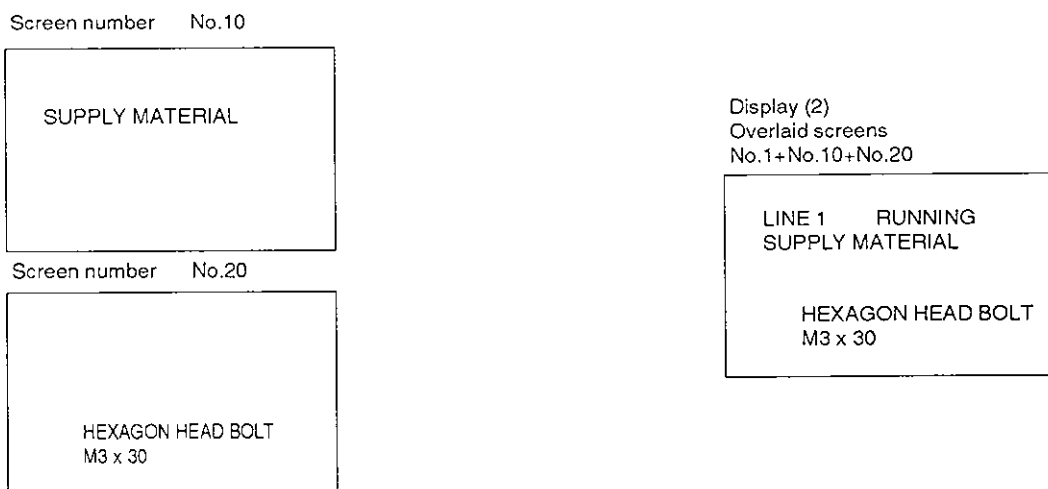 Screen number No.10
SUPPLY MATERIAL
Screen number No.20
HEXAGON HEAD BOLT
M3 x 30
Display (2)
Overlaid screens
No.1+No.10+No.20
LINE 1 RUNNING
SUPPLY MATERIAL
HEXAGON HEAD BOLT
M3 x 30